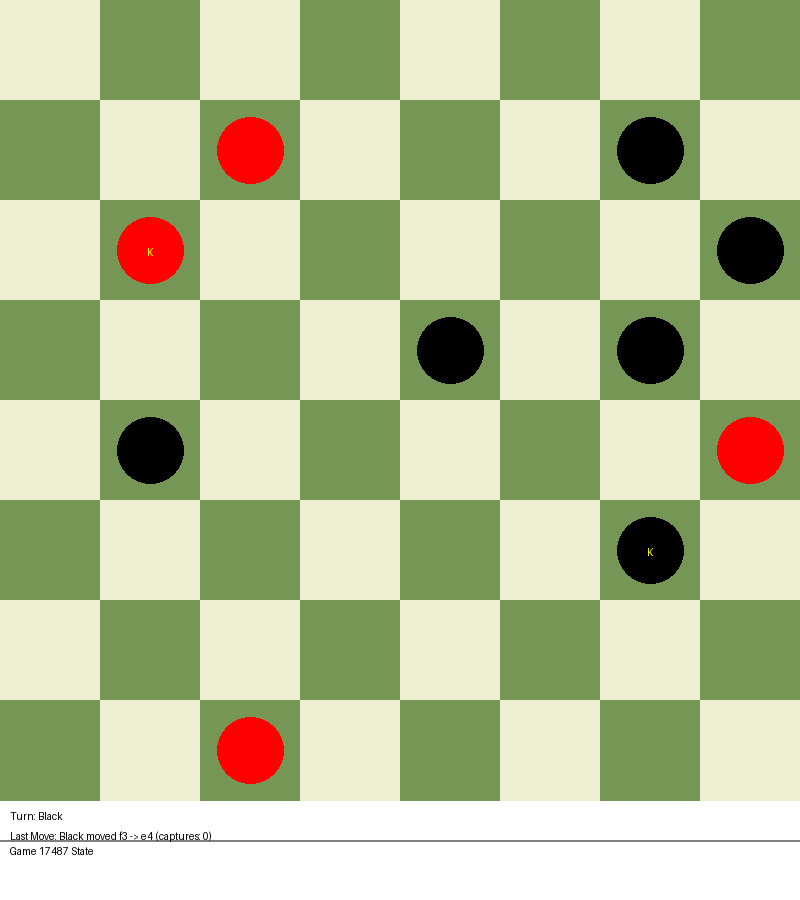 K
K
Turn: Black
Last Move: Black moved f3 -> e4 (captures: 0)
Game 17487 State